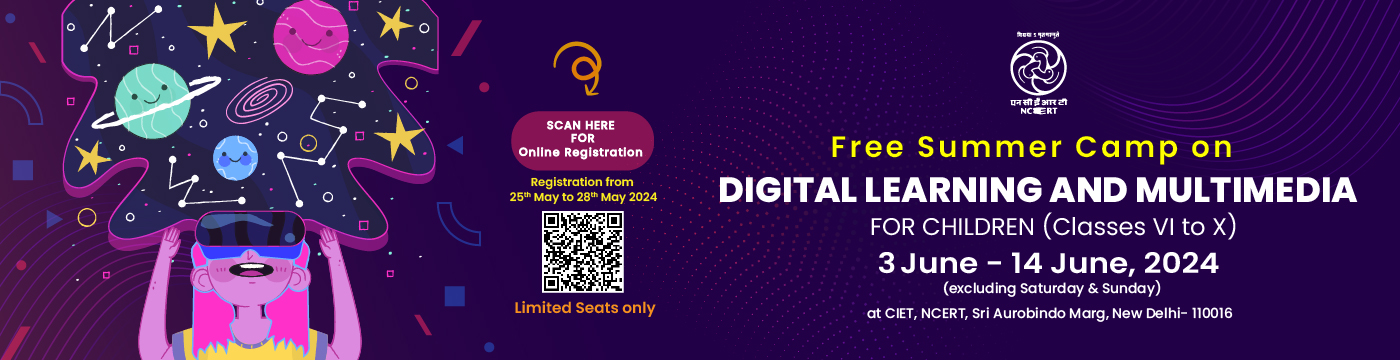 SCAN HERE
FOR
Online Registration
Registration from
25th May to 28th May 2024
Limited Seats only
एन सी ई आर टी
NCERT
Free Summer Camp on
DIGITAL LEARNING AND MULTIMEDIA
FOR CHILDREN (Classes VI to X)
3 June - 14 June, 2024
(excluding Saturday & Sunday)
at CIET, NCERT, Sri Aurobindo Marg, New Delhi- 110016